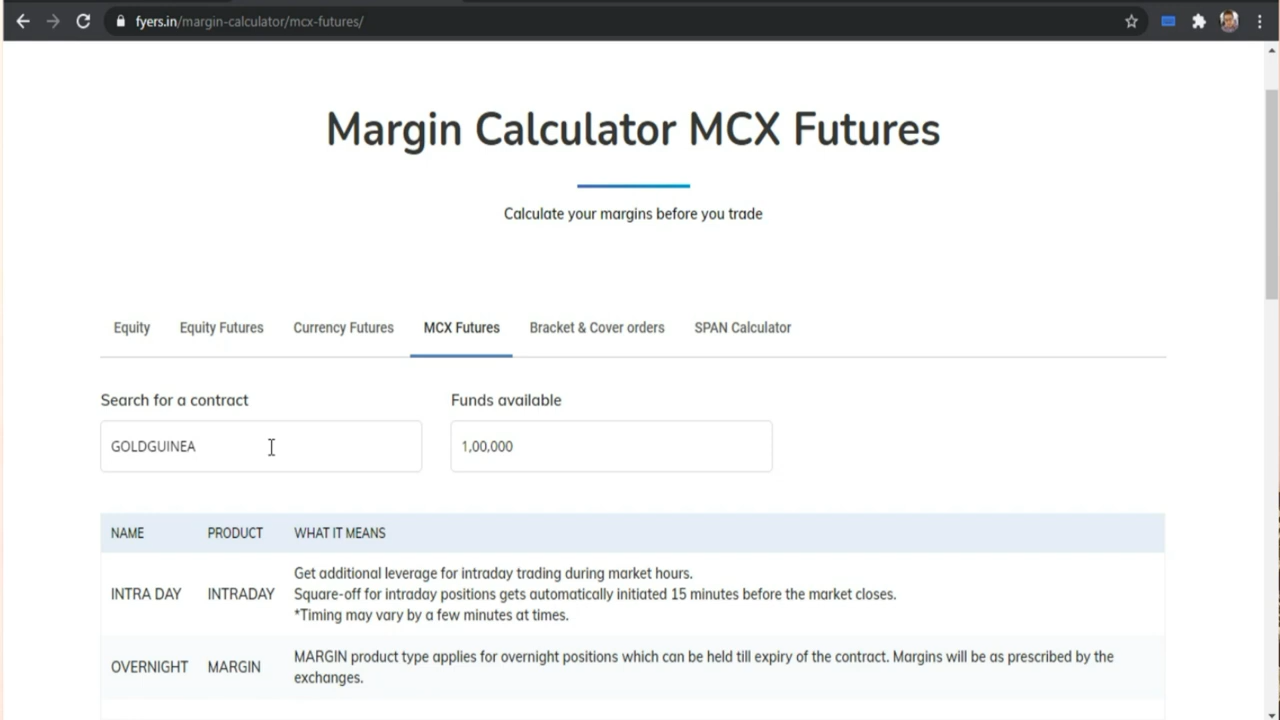 fyers.in/margin-calculator/mcx-futures/
Margin Calculator MCX Futures
Calculate your margins before you trade
Equity Equity Futures Currency Futures MCX Futures Bracket & Cover orders SPAN Calculator
Search for a contract Funds available
GOLDGUINEA 1,00,000
NAME PRODUCT WHAT IT MEANS
Get additional leverage for intraday trading during market hours.
INTRA DAY INTRADAY Square-off for intraday positions gets automatically initiated 15 minutes before the market closes.
*Timing may vary by a few minutes at times.
MARGIN product type applies for overnight positions which can be held till expiry of the contract. Margins will be as prescribed by the
OVERNIGHT MARGIN
exchanges.